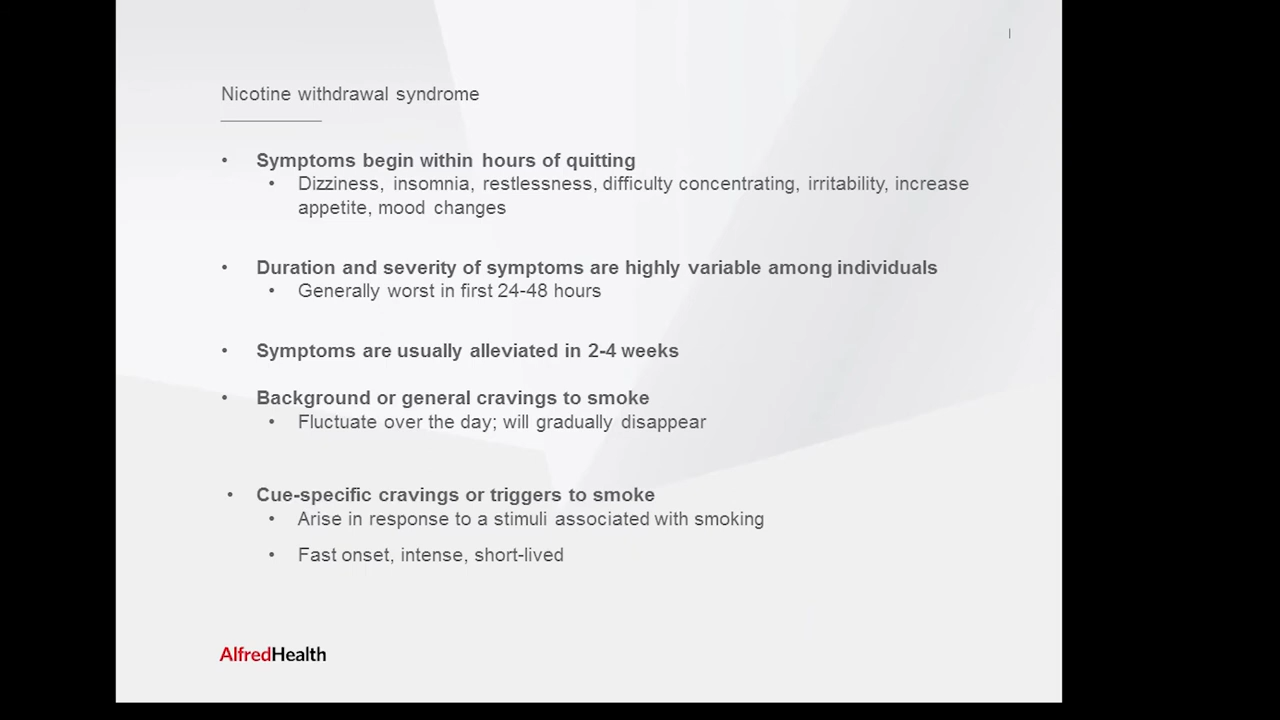 Nicotine withdrawal syndrome
• Symptoms begin within hours of quitting
• Dizziness, insomnia, restlessness, difficulty concentrating, irritability, increase
appetite, mood changes
• Duration and severity of symptoms are highly variable among individuals
• Generally worst in first 24-48 hours
• Symptoms are usually alleviated in 2-4 weeks
• Background or general cravings to smoke
• Fluctuate over the day; will gradually disappear
• Cue-specific cravings or triggers to smoke
• Arise in response to a stimuli associated with smoking
• Fast onset, intense, short-lived
AlfredHealth